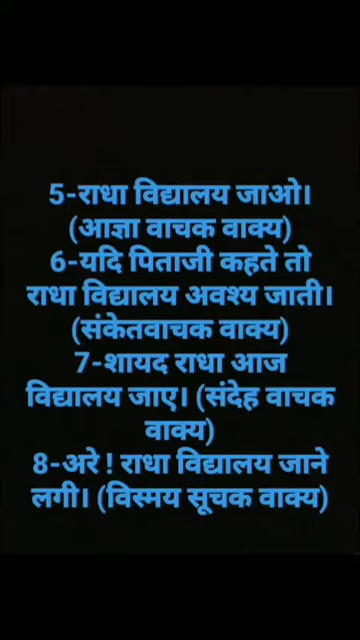 5-राधा विद्यालय जाओ।
(आज्ञा वाचक वाक्य)
6-यदि पिताजी कहते तो
राधा विद्यालय अवश्य जाती।
(संकेतवाचक वाक्य)
7-शायद राधा आज
विद्यालय जाए। (संदेह वाचक
वाक्य)
8-अरे ! राधा विद्यालय जाने
लगी। (विस्मय सूचक वाक्य)